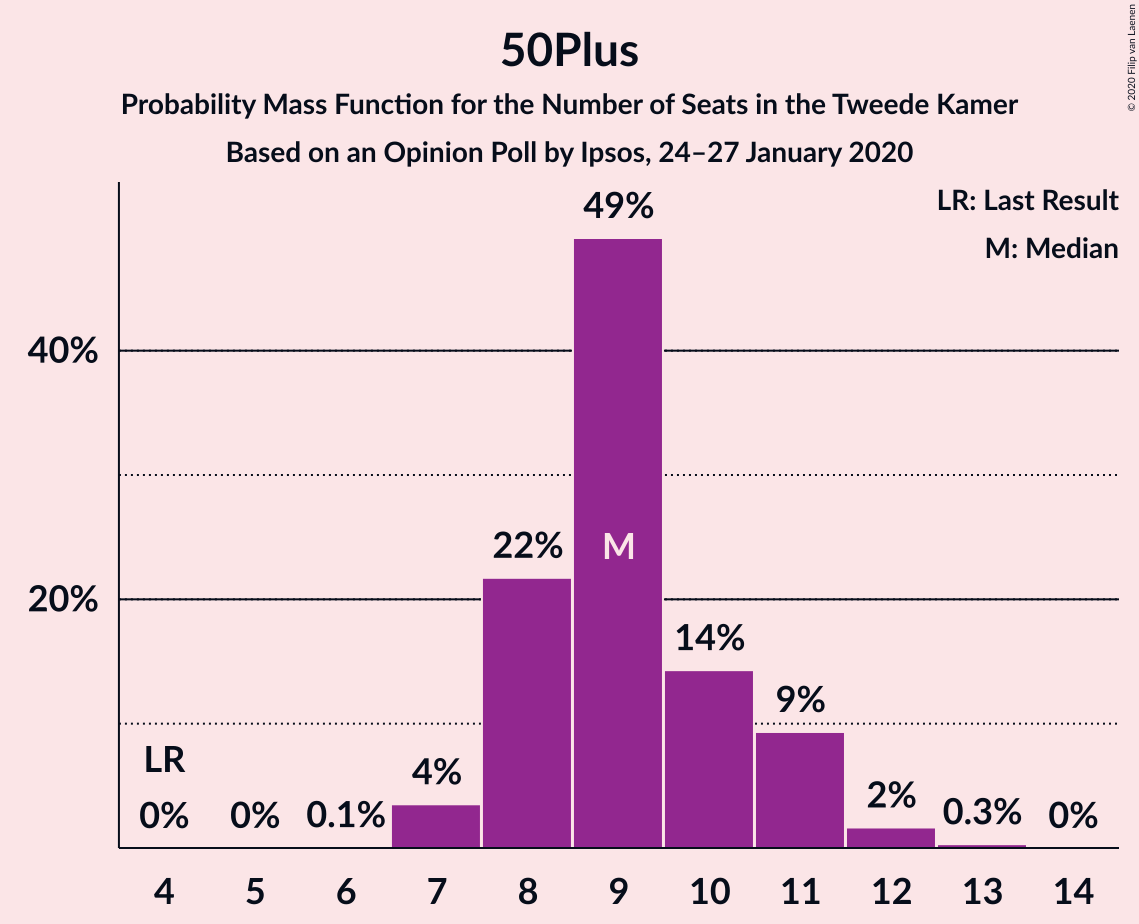 50Plus
Probability Mass Function for the Number of Seats in the Tweede Kamer
Based on an Opinion Poll by Ipsos, 24–27 January 2020
© 2020 Filip van Laenen
LR: Last Result
M: Median
49%
40%
22%
M
20%
14%
9%
LR
4%
2%
0%
0%
0.1%
0.3%
0%
4 5 6 7 8 9 10 11 12 13 14